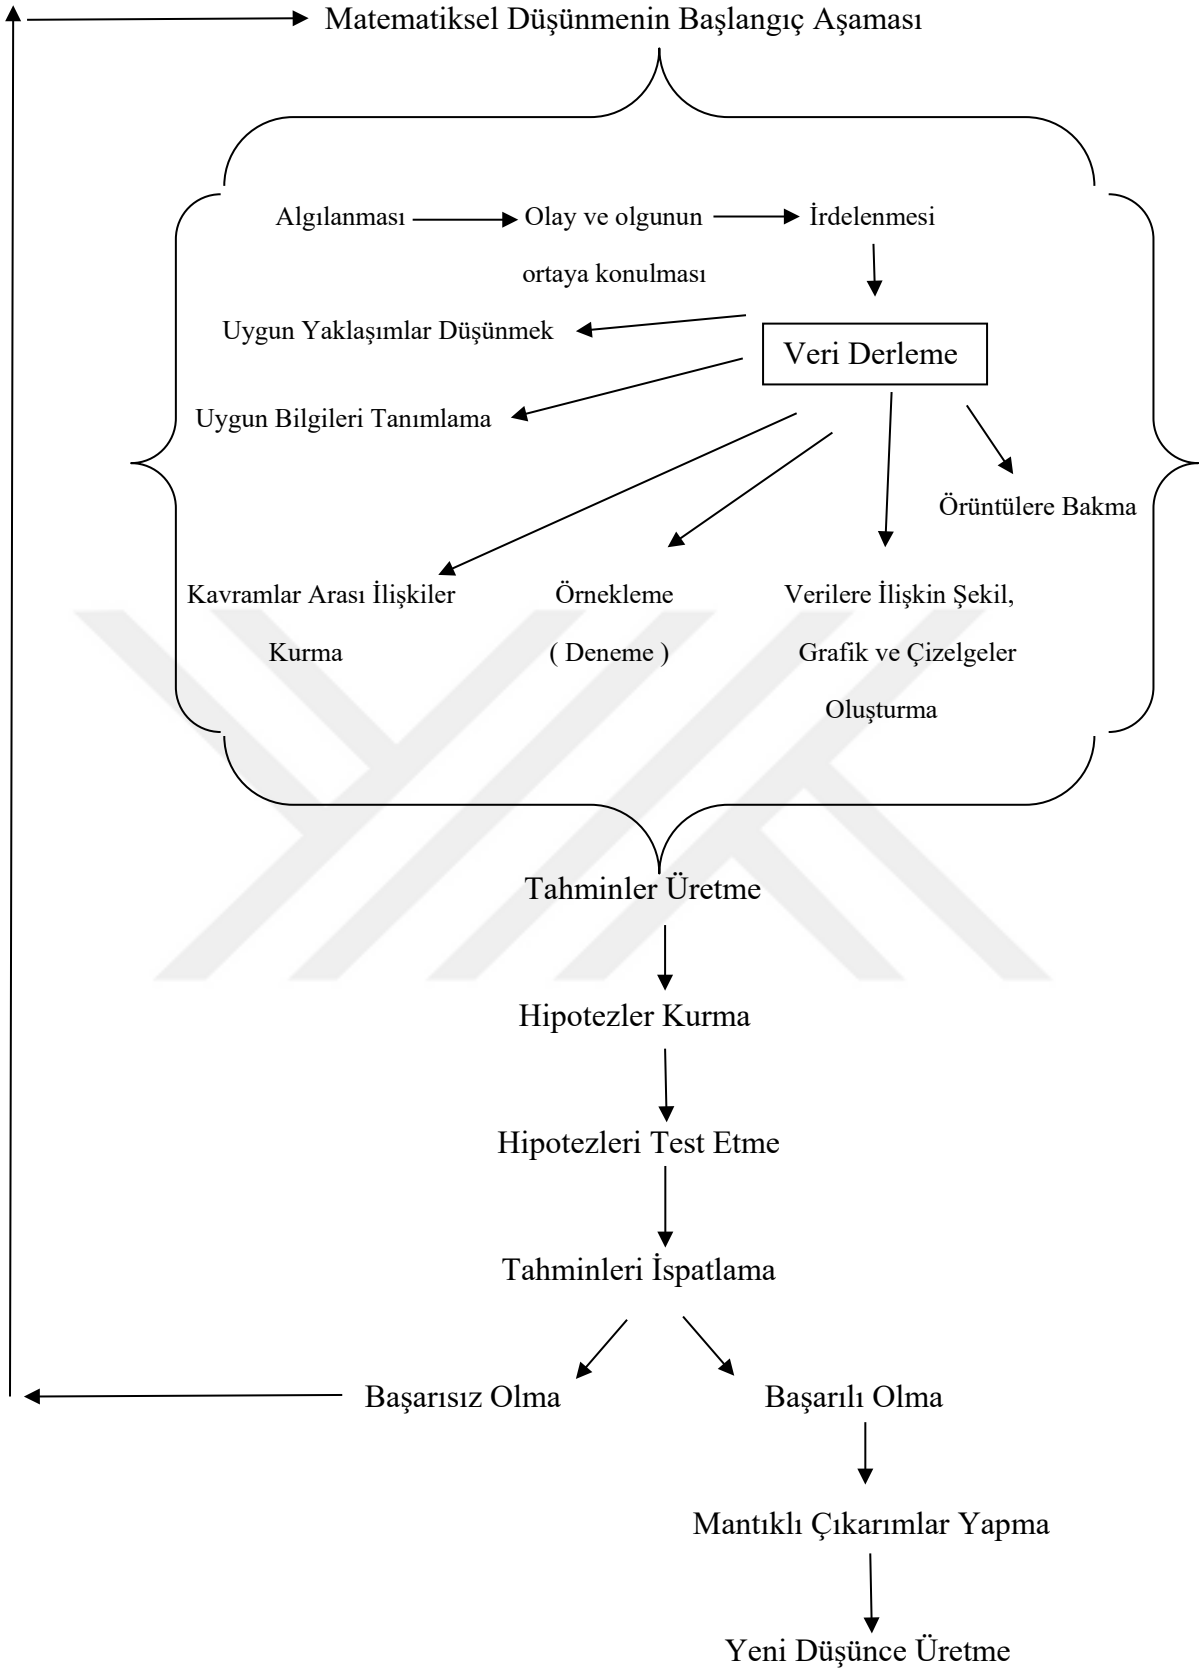 Matematiksel Düşünmenin Başlangıç Aşaması
Algılanması Olay ve olgunun İrdelenmesi
ortaya konulması
Uygun Yaklaşımlar Düşünmek
Veri Derleme
Uygun Bilgileri Tanımlama
Örüntülere Bakma
Kavramlar Arası İlişkiler Örnekleme Verilere İlişkin Şekil,
Kurma ( Deneme ) Grafik ve Çizelgeler
Oluşturma
Tahminler Üretme
Hipotezler Kurma
Hipotezleri Test Etme
Tahminleri İspatlama
Başarısız Olma Başarılı Olma
Mantıklı Çıkarımlar Yapma
Yeni Düşünce Üretme